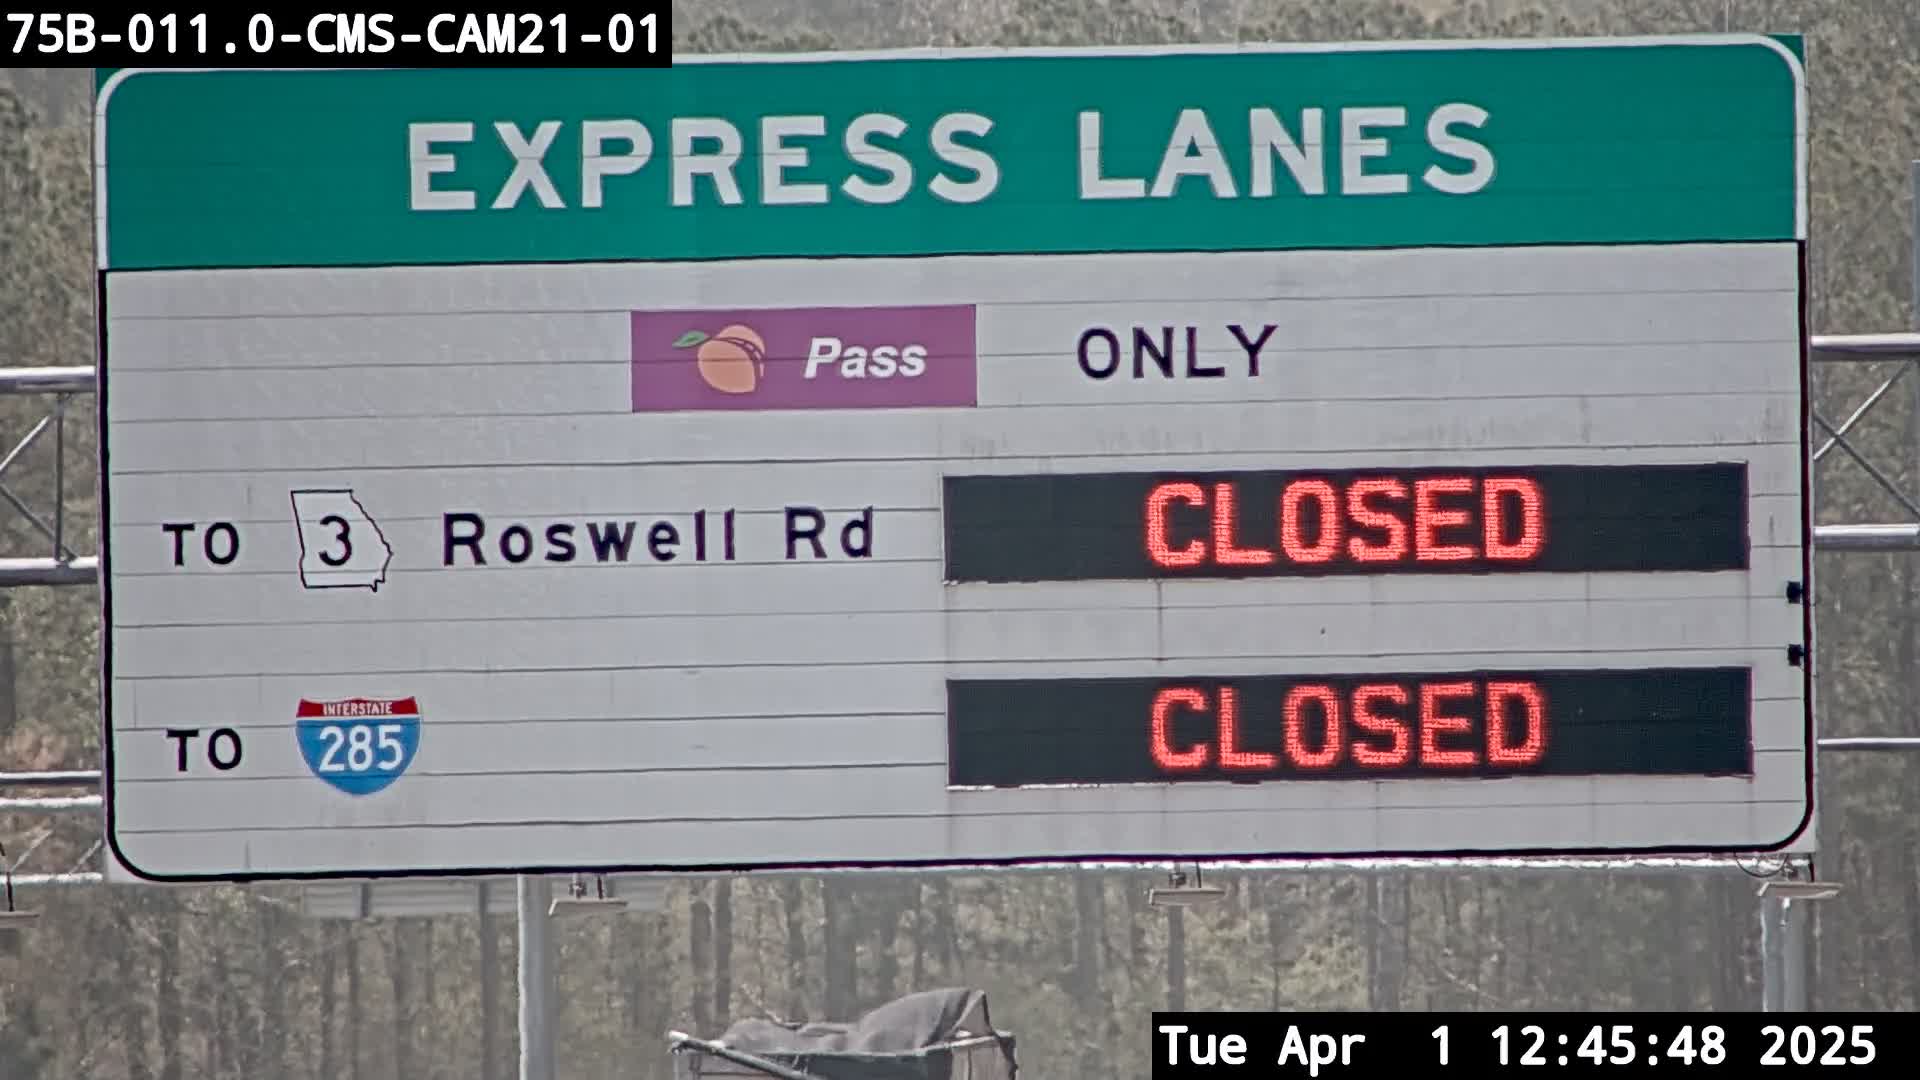 75B-011.0-CMS-CAM21-01
EXPRESS LANES
Pass ONLY
TO 3 Roswell Rd CLOSED
TO INTERSTATE 285 CLOSED
Tue Apr 1 12:45:48 2025